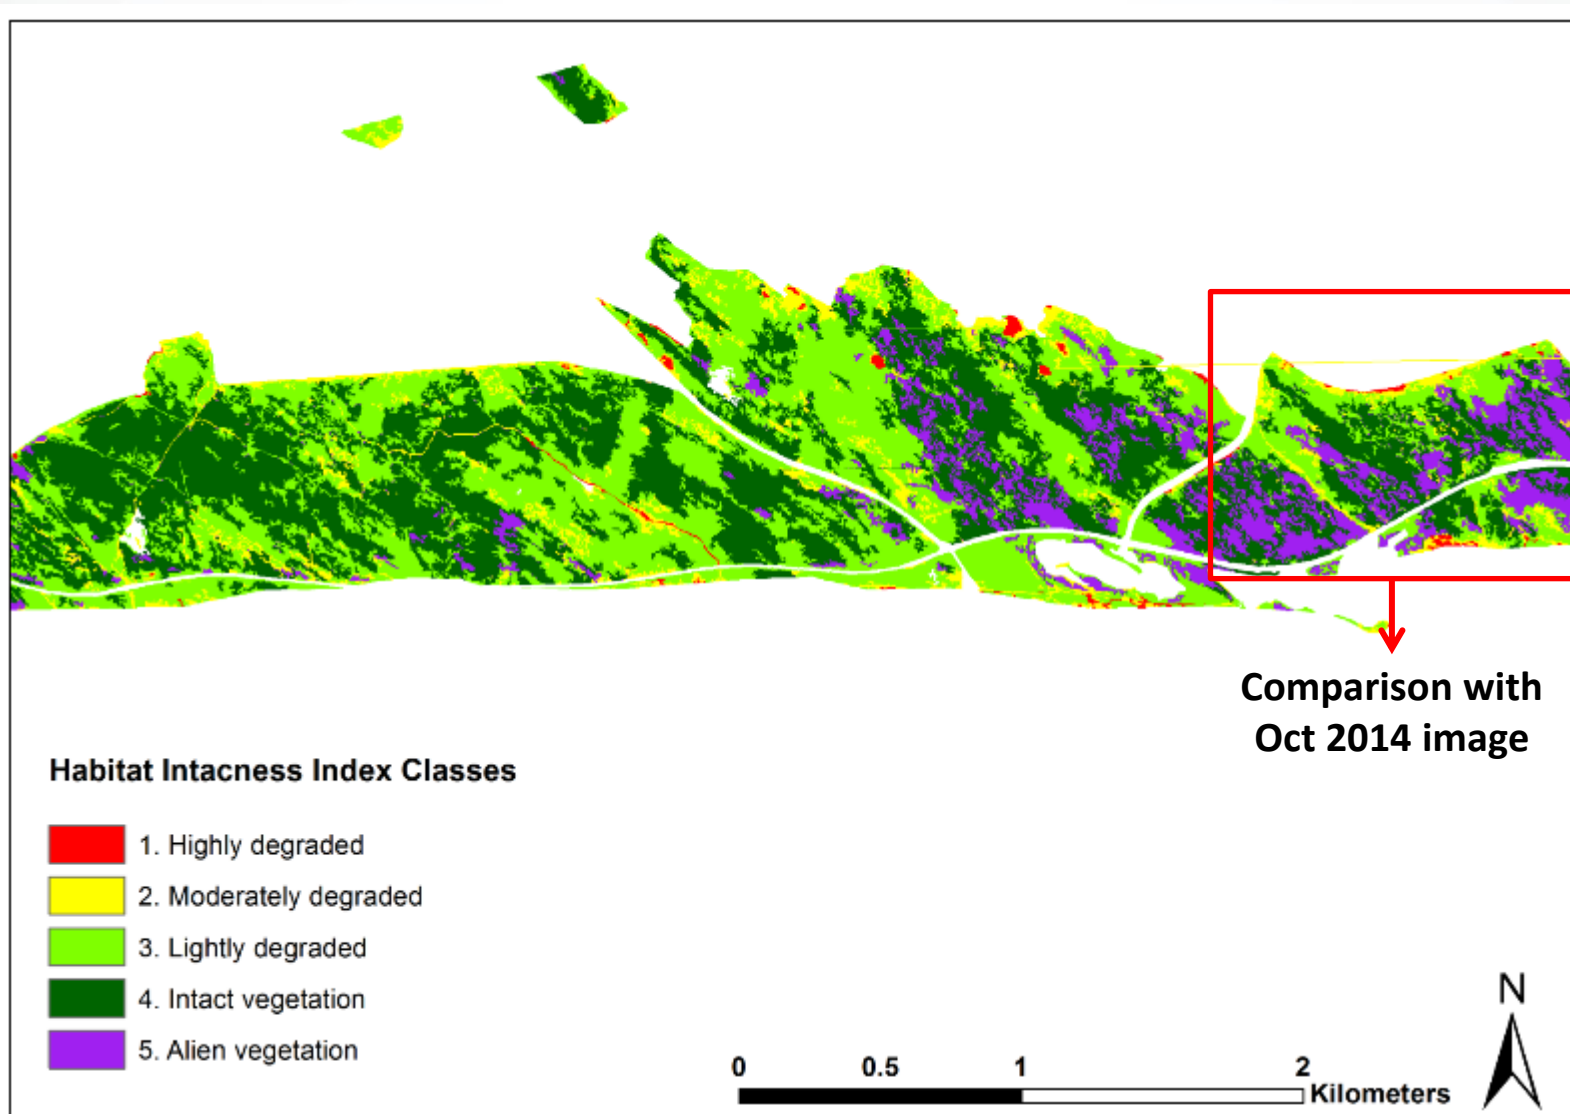 Comparison with
Oct 2014 image
Habitat Intacness Index Classes
1. Highly degraded
2. Moderately degraded
3. Lightly degraded
4. Intact vegetation
5. Alien vegetation
N
0 0.5 1 2
Kilometers